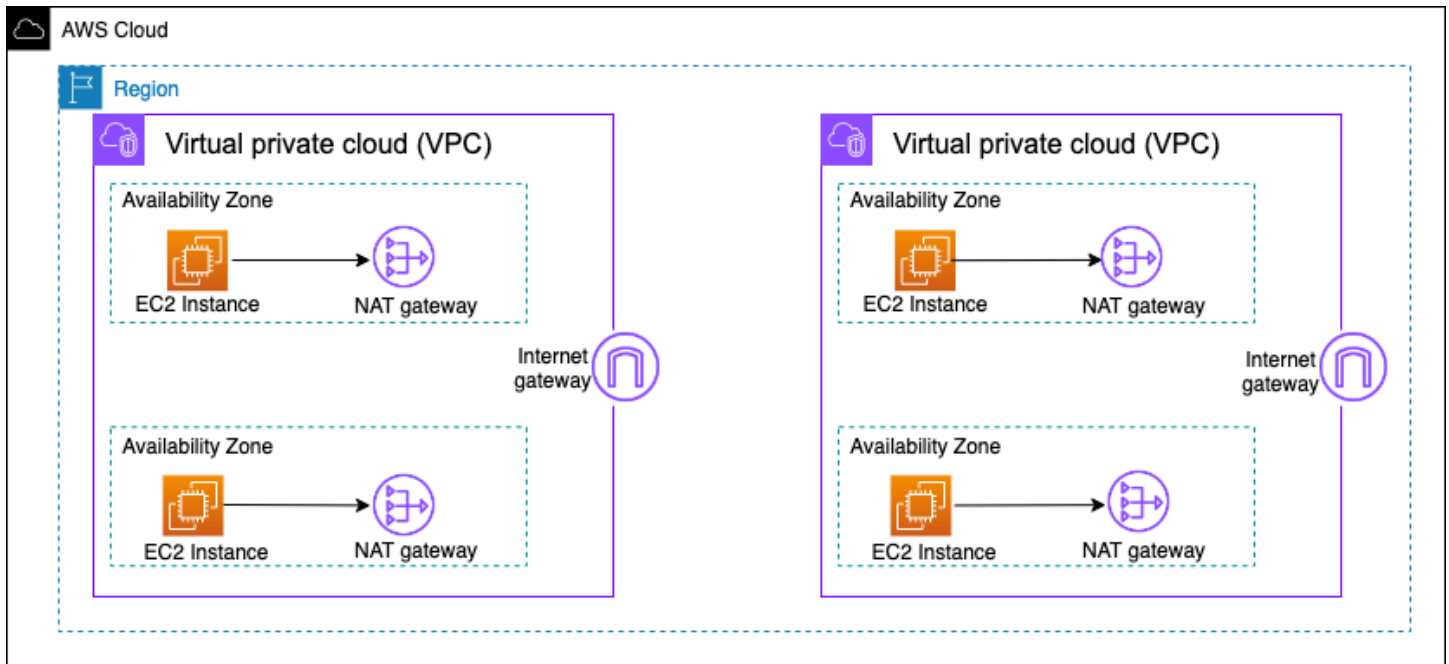 AWS Cloud
Region
Virtual private cloud (VPC)
Availability Zone
EC2 Instance
NAT gateway
Internet
gateway
Availability Zone
EC2 Instance
NAT gateway
Virtual private cloud (VPC)
Availability Zone
EC2 Instance
NAT gateway
Internet
gateway
Availability Zone
EC2 Instance
NAT gateway